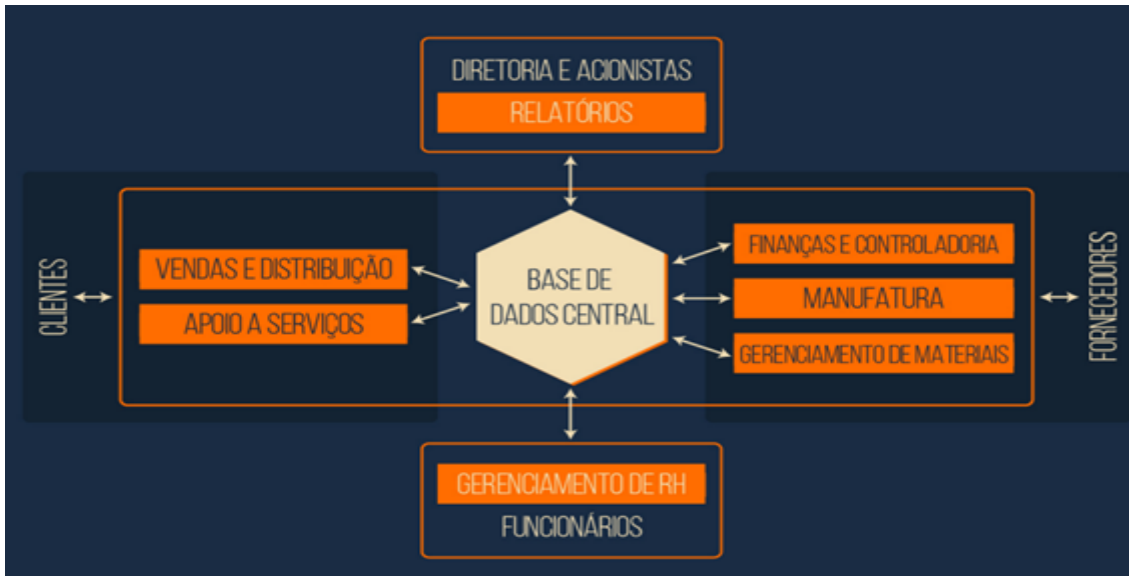 DIRETORIA E ACIONISTAS
RELATÓRIOS
CLIENTES
VENDAS E DISTRIBUIÇÃO
APOIO A SERVIÇOS
BASE DE
DADOS CENTRAL
FINANÇAS E CONTROLADORIA
MANUFATURA
GERENCIAMENTO DE MATERIAIS
FORNECEDORES
GERENCIAMENTO DE RH
FUNCIONÁRIOS